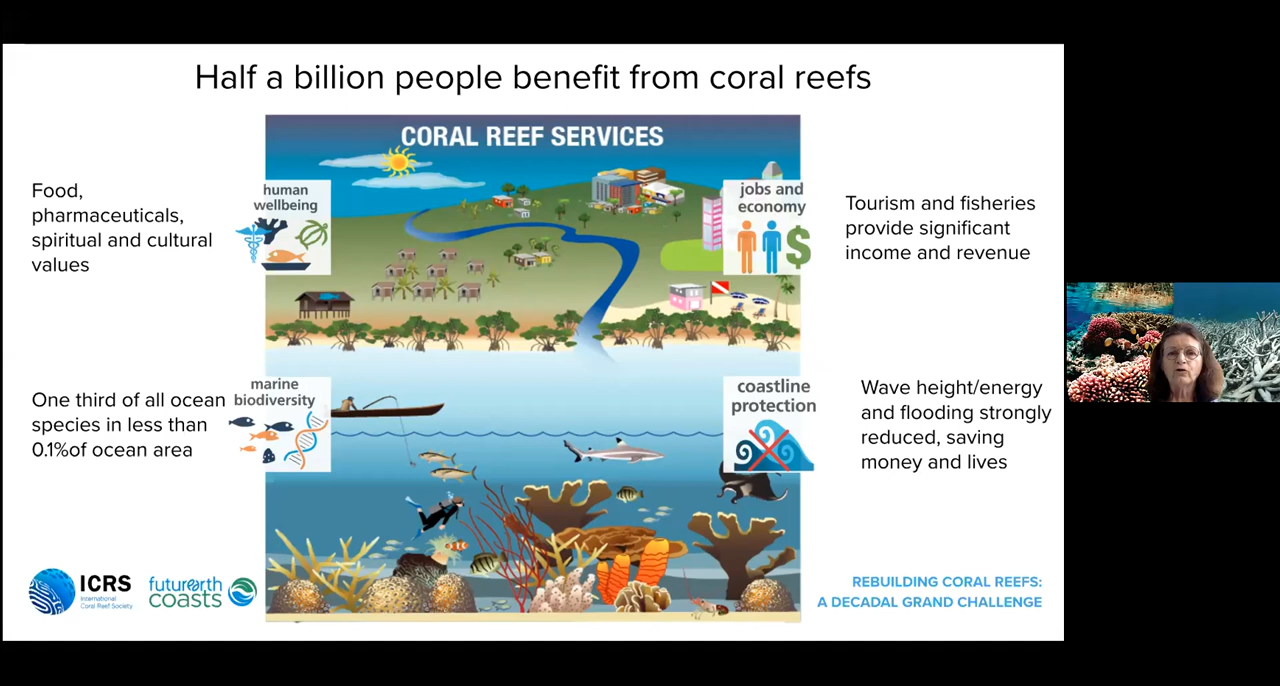 Half a billion people benefit from coral reefs
CORAL REEF SERVICES
Food,
pharmaceuticals,
spiritual and cultural
values
human
wellbeing
jobs and
economy
$
Tourism and fisheries
provide significant
income and revenue
One third of all ocean
species in less than
0.1%of ocean area
marine
biodiversity
coastline
protection
Wave height/energy
and flooding strongly
reduced, saving
money and lives
ICRS
International
Coral Reef Society
futurearth
coasts
REBUILDING CORAL REEFS:
A DECADAL GRAND CHALLENGE